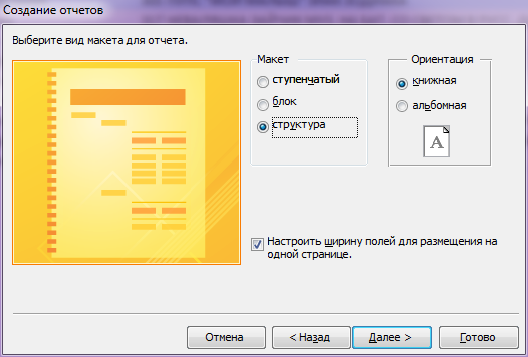 Создание отчетов
Выберите вид макета для отчета.
Макет
ступенчатый
блок
структура
Ориентация
книжная
альбомная
A
Настроить ширину полей для размещения на
одной странице.
Отмена
< Назад
Далее >
Готово